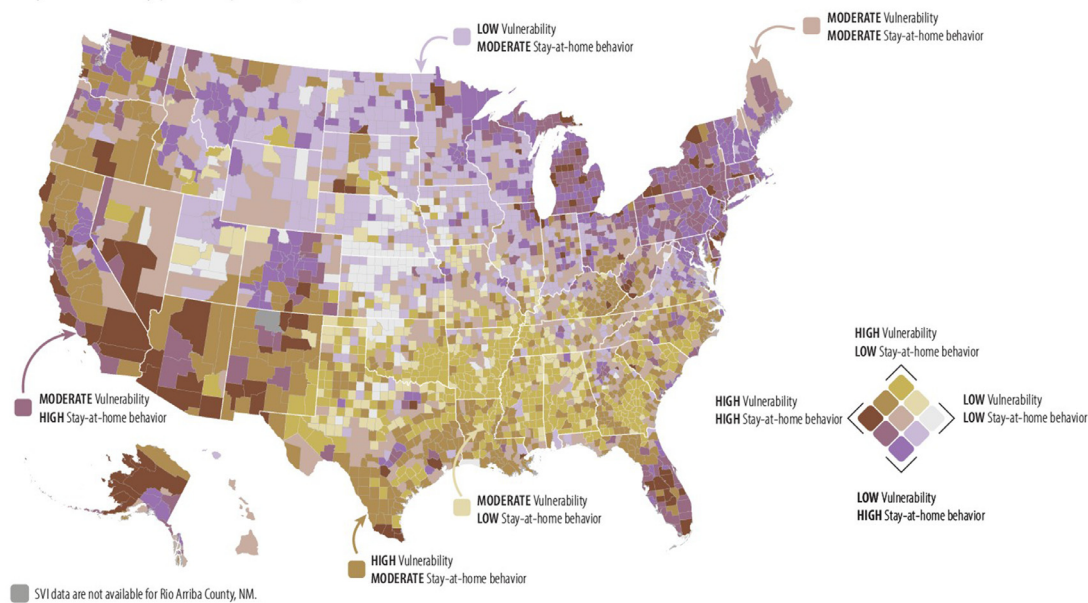 LOW Vulnerability
MODERATE Stay-at-home behavior
MODERATE Vulnerability
MODERATE Stay-at-home behavior
HIGH Vulnerability
LOW Stay-at-home behavior
MODERATE Vulnerability
HIGH Stay-at-home behavior
HIGH Vulnerability
HIGH Stay-at-home behavior
LOW Vulnerability
LOW Stay-at-home behavior
LOW Vulnerability
HIGH Stay-at-home behavior
MODERATE Vulnerability
LOW Stay-at-home behavior
HIGH Vulnerability
MODERATE Stay-at-home behavior
SVI data are not available for Rio Arriba County, NM.